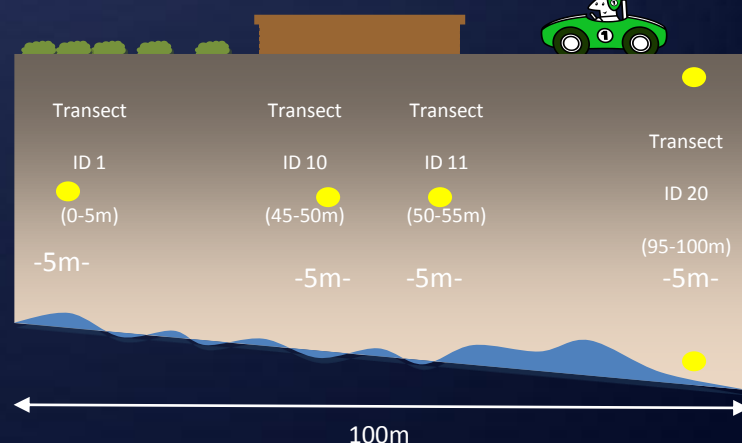 1
Transect
ID 1
(0-5m)
-5m-
Transect
ID 10
(45-50m)
-5m-
Transect
ID 11
(50-55m)
-5m-
Transect
ID 20
(95-100m)
-5m-
100m